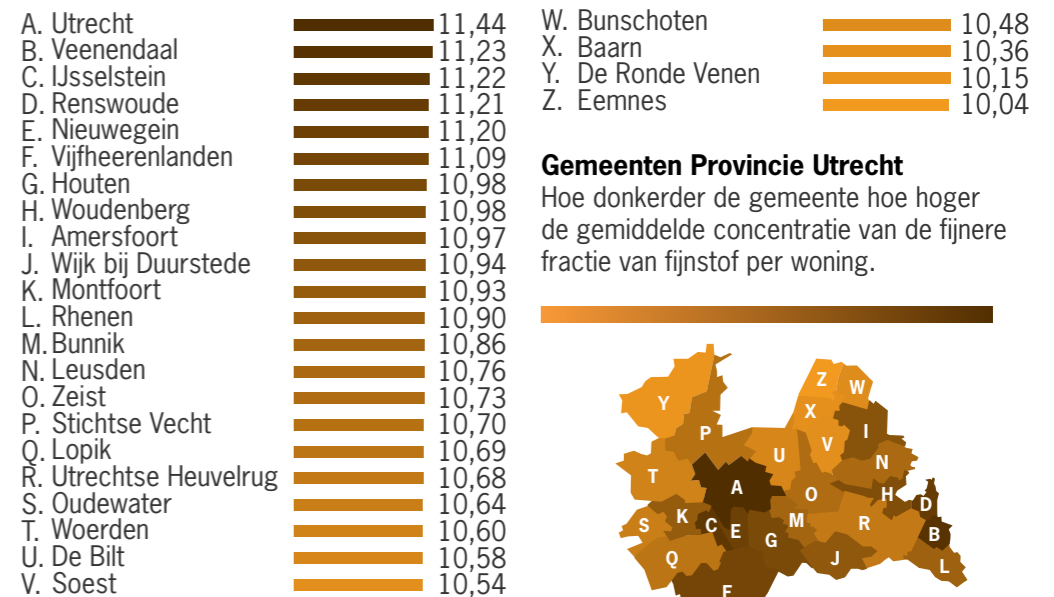 A. Utrecht 11,44
B. Veenendaal 11,23
C. IJsselstein 11,22
D. Renswoude 11,21
E. Nieuwegein 11,20
F. Vijfheerenlanden 11,09
G. Houten 10,98
H. Woudenberg 10,98
I. Amersfoort 10,97
J. Wijk bij Duurstede 10,94
K. Montfoort 10,93
L. Rhenen 10,90
M. Bunnik 10,86
N. Leusden 10,76
O. Zeist 10,73
P. Stichtse Vecht 10,70
Q. Lopik 10,69
R. Utrechtse Heuvelrug 10,68
S. Oudewater 10,64
T. Woerden 10,60
U. De Bilt 10,58
V. Soest 10,54
W. Bunschoten 10,48
X. Baarn 10,36
Y. De Ronde Venen 10,15
Z. Eemnes 10,04
Gemeenten Provincie Utrecht
Hoe donkerder de gemeente hoe hoger
de gemiddelde concentratie van de fijnere
fractie van fijnstof per woning.
Z
W
Y
X
P
I
V
U
N
T
A
O
H
D
K
C
E
M
S
R
G
B
Q
J
L
F